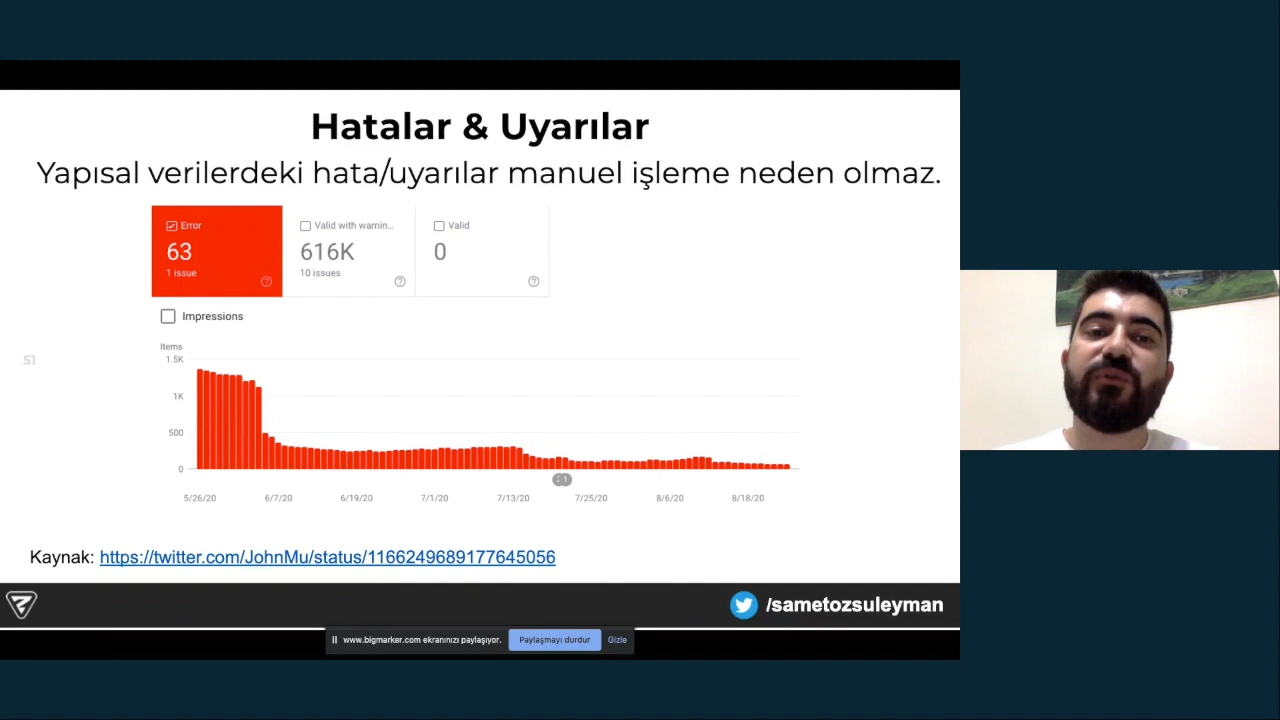 Hatalar & Uyarılar
Yapısal verilerdeki hata/uyarılar manuel işleme neden olmaz.
Error
63
1 issue
Valid with warnin...
616K
10 issues
Valid
0
Impressions
Items
1.5K
1K
500
0
5/26/20 6/7/20 6/19/20 7/1/20 7/13/20 7/25/20 8/6/20 8/18/20
51
Kaynak: https://twitter.com/JohnMu/status/1166249689177645056
/sametozsuleyman
www.bigmarker.com ekranınızı paylaşıyor. Paylaşmayı durdur Gizle